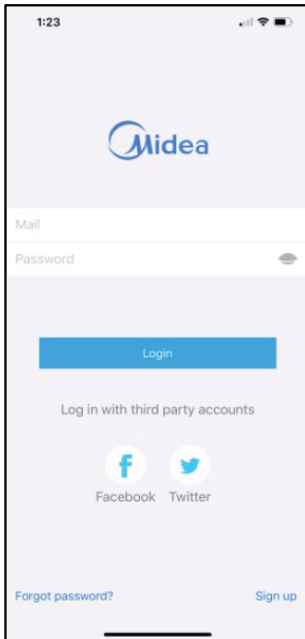 1:23
Midea
Mail
Password
Login
Log in with third party accounts
Facebook Twitter
Forgot password? Sign up